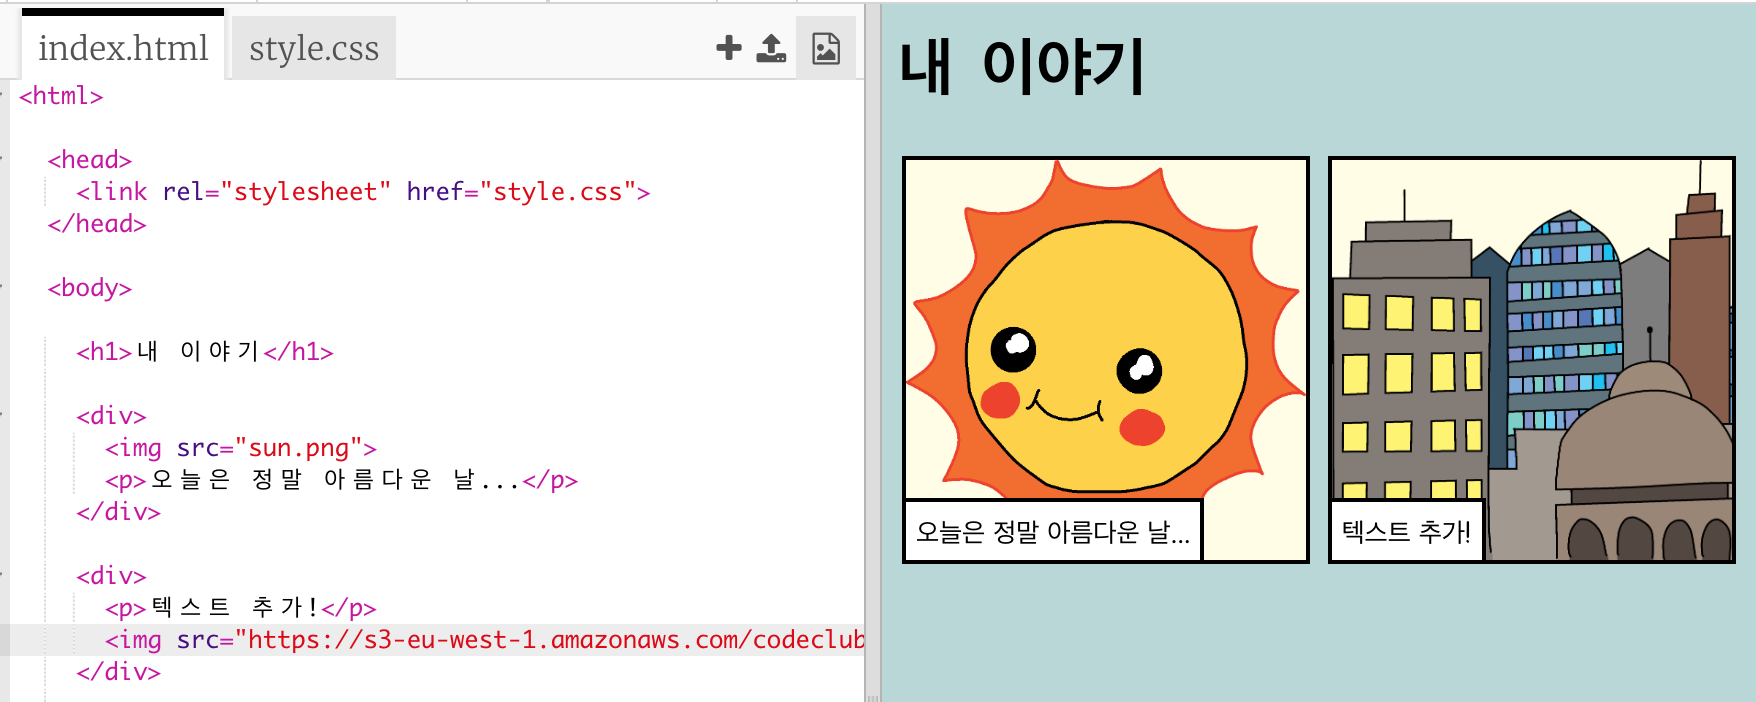 index.html style.css
<html>
<head>
<link rel="stylesheet" href="style.css">
</head>
<body>
<h1>내 이야기</h1>
<div>
<img src="sun.png">
<p>오늘은 정말 아름다운 날...</p>
</div>
<div>
<p>텍스트 추가!</p>
<img src="https://s3-eu-west-1.amazonaws.com/codeclub
</div>
내 이야기
오늘은 정말 아름다운 날...
텍스트 추가!